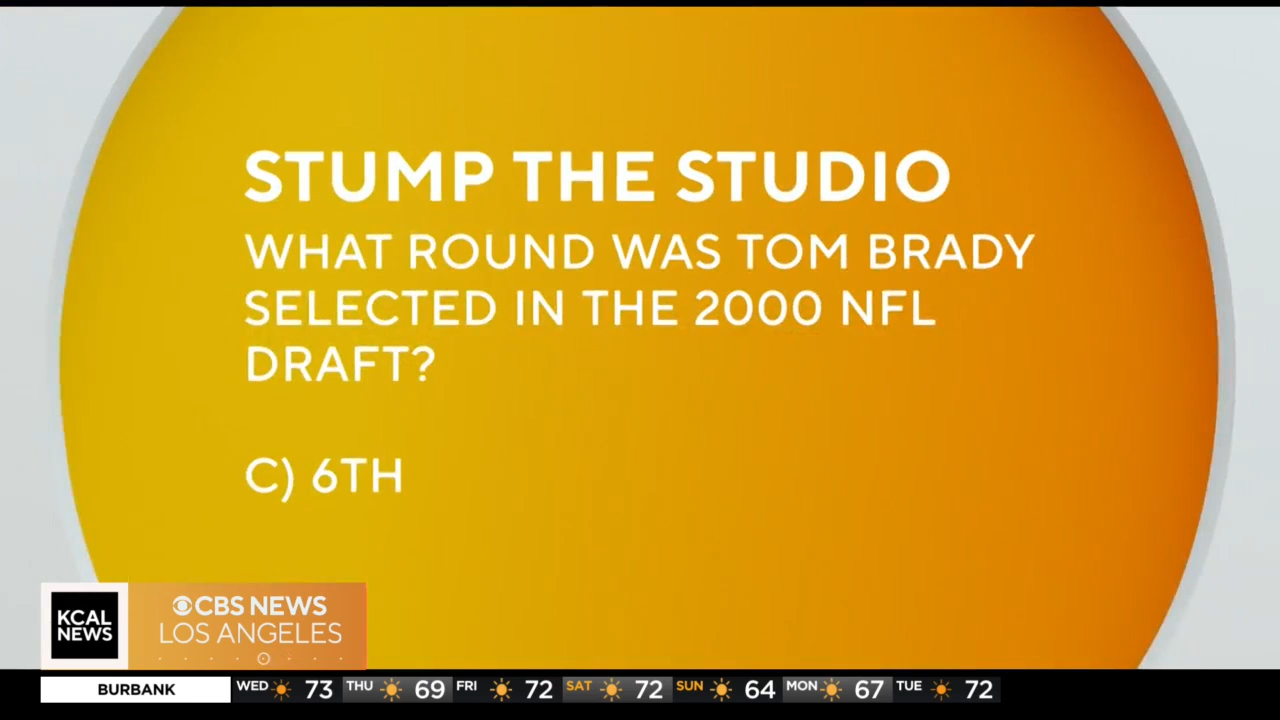 STUMP THE STUDIO
WHAT ROUND WAS TOM BRADY
SELECTED IN THE 2000 NFL
DRAFT?
C) 6TH
KCAL
NEWS
CBS NEWS
LOS ANGELES
BURBANK WED 73 THU 69 FRI 72 SAT 72 SUN 64 MON 67 TUE 72